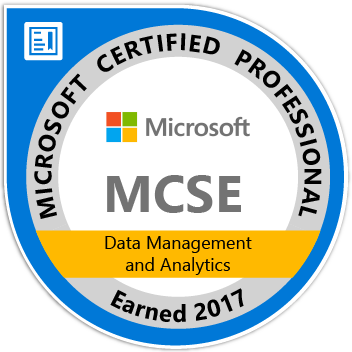 MICROSOFT CERTIFIED PROFESSIONAL
Microsoft
MCSE
Data Management
and Analytics
Earned 2017